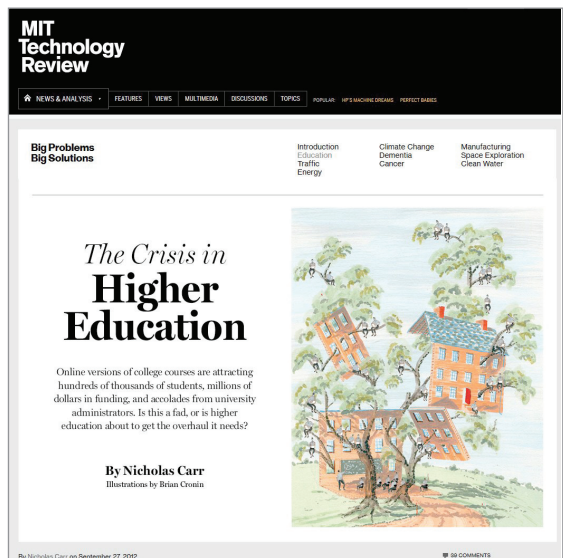 MIT
Technology
Review
NEWS & ANALYSIS
FEATURES
VIEWS
MULTIMEDIA
DISCUSSIONS
TOPICS
POPULAR: HP'S MACHINE DREAMS PERFECT BABIES
Big Problems
Big Solutions
Introduction
Education
Traffic
Energy
Climate Change
Dementia
Cancer
Manufacturing
Space Exploration
Clean Water
The Crisis in
Higher
Education
Online versions of college courses are attracting
hundreds of thousands of students, millions of
dollars in funding, and accolades from university
administrators. Is this a fad, or is higher
education about to get the overhaul it needs?
By Nicholas Carr
Illustrations by Brian Cronin
By Nicholas Carr on September 27, 2012
39 COMMENTS